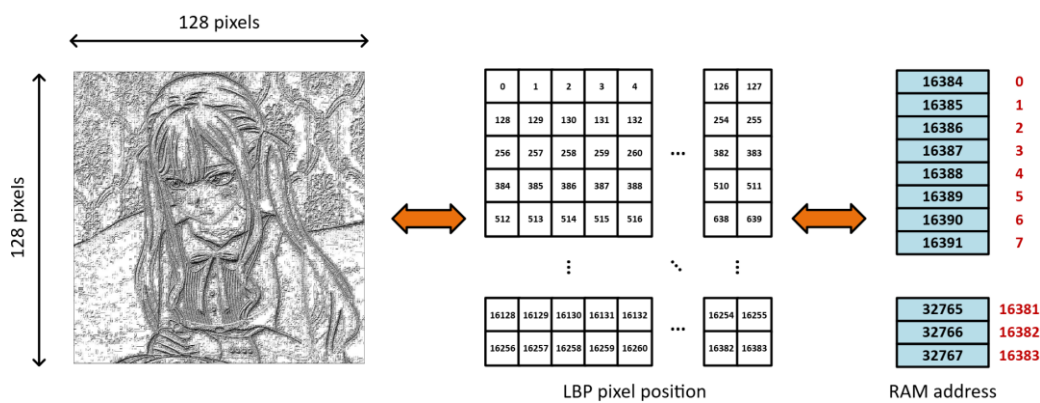 128 pixels
128 pixels
0 1 2 3 4 126 127
128 129 130 131 132 254 255
256 257 258 259 260 ... 382 383
384 385 386 387 388 510 511
512 513 514 515 516 638 639
16128 16129 16130 16131 16132 ... 16254 16255
16256 16257 16258 16259 16260 16382 16383
LBP pixel position
16384 0
16385 1
16386 2
16387 3
16388 4
16389 5
16390 6
16391 7
32765 16381
32766 16382
32767 16383
RAM address